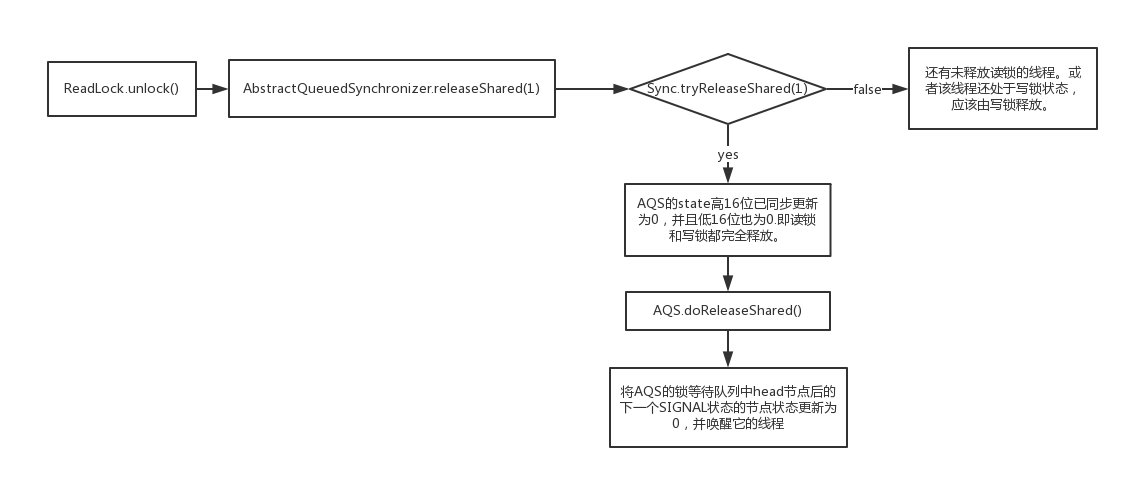 ReadLock.unlock()
AbstractQueuedSynchronizer.releaseShared(1)
Sync.tryReleaseShared(1)
false
还有未释放读锁的线程。或
者该线程还处于写锁状态，
应该由写锁释放。
yes
AQS的state高16位已同步更新
为0，并且低16位也为0.即读锁
和写锁都完全释放。
AQS.doReleaseShared()
将AQS的锁等待队列中head节点后的
下一个SIGNAL状态的节点状态更新为
0，并唤醒它的线程